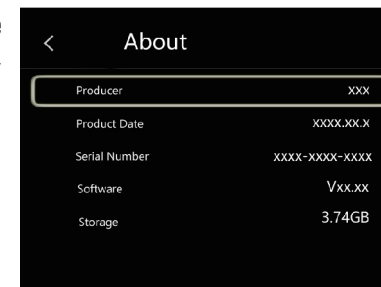 e
< About
Producer xxx
Product Date xxxx.xx.x
Serial Number xxxx-xxxx-xxxx
Software Vxx.xx
Storage 3.74GB